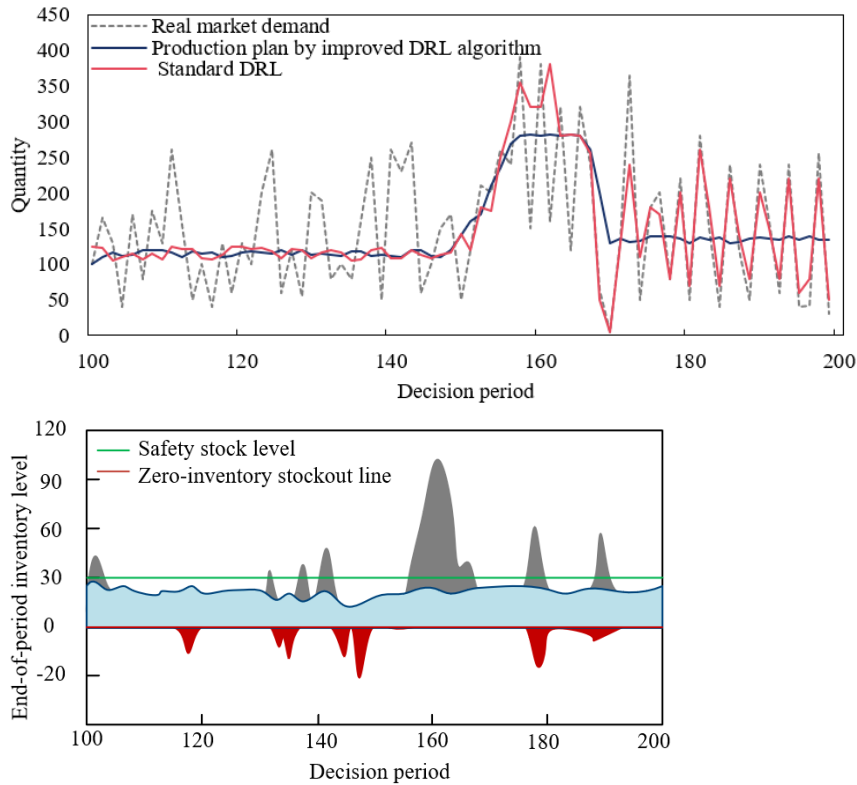 450
400
350
300
250
200
150
100
50
0
Quantity
Real market demand
Production plan by improved DRL algorithm
Standard DRL
100 120 140 160 180 200
Decision period
120
90
60
30
0
-20
End-of-period inventory level
Safety stock level
Zero-inventory stockout line
100 120 140 160 180 200
Decision period